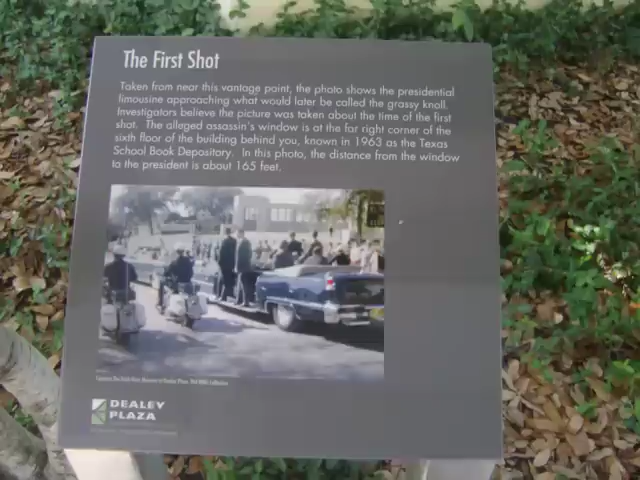 The First Shot
Taken from near this vantage point, the photo shows the presidential
limousine approaching what would later be called the grassy knoll.
Investigators believe the picture was taken about the time of the first
shot. The alleged assassin's window is at the far right corner of the
sixth floor of the building behind you, known in 1963 as the Texas
School Book Depository. In this photo, the distance from the window
to the president is about 165 feet.
DEALEY
PLAZA